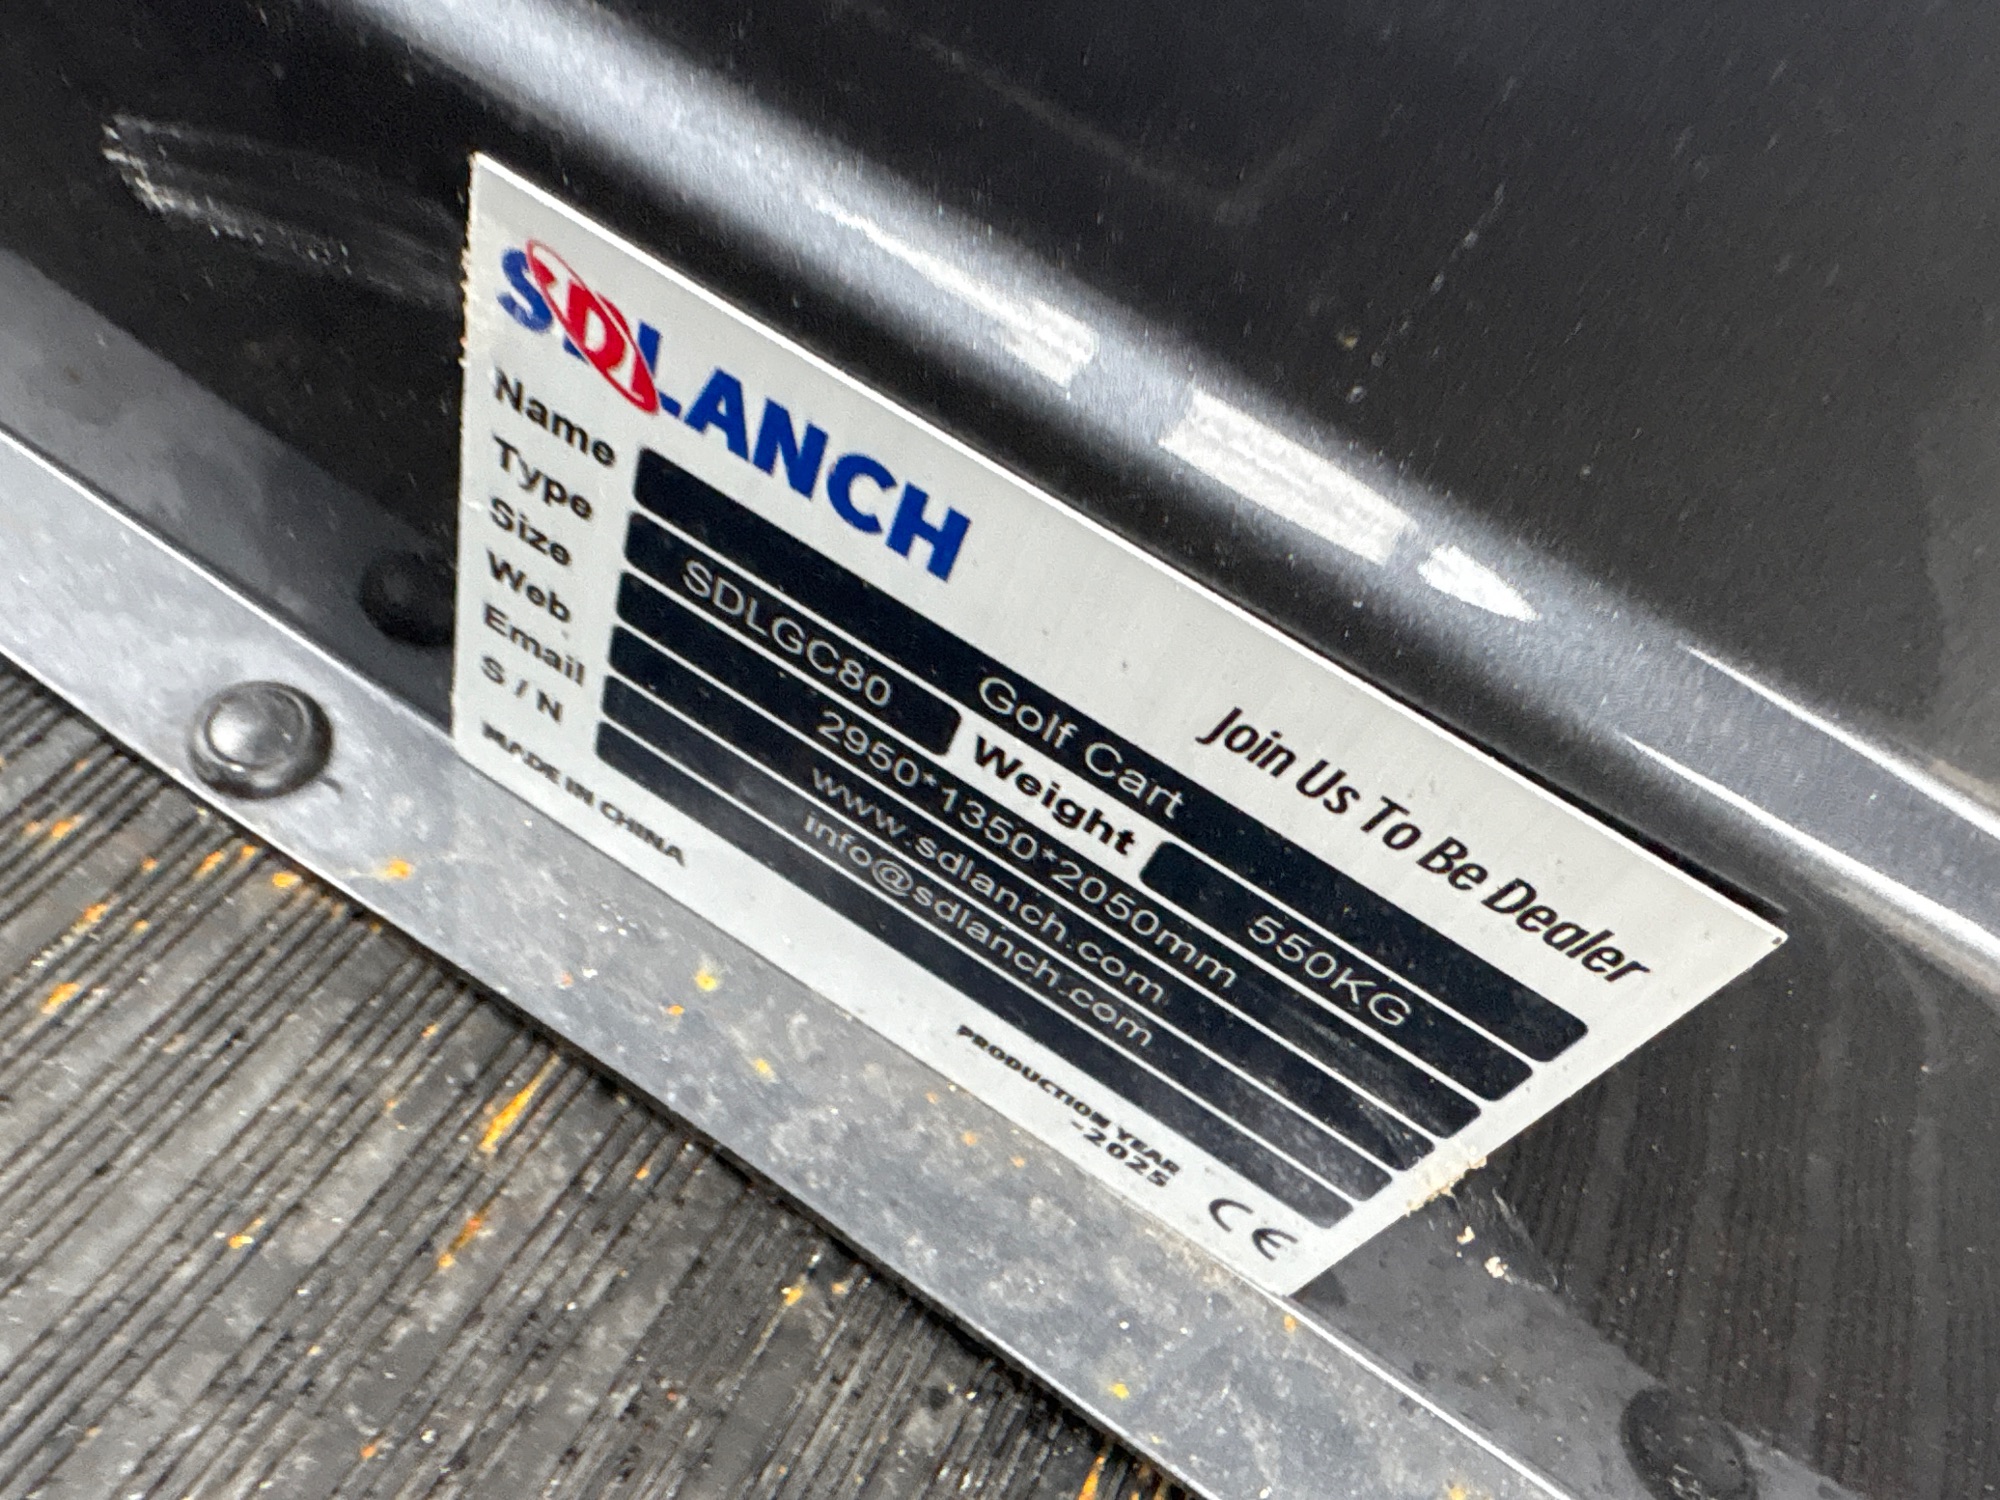 SDLANCH
Join Us To Be Dealer
Name Golf Cart
Type SDLGC80 Weight 550KG
Size 2950*1350*2050mm
Web www.sdlanch.com
Email info@sdlanch.com
S / N
MADE IN CHINA
PRODUCTION YEAR
-2025
CE